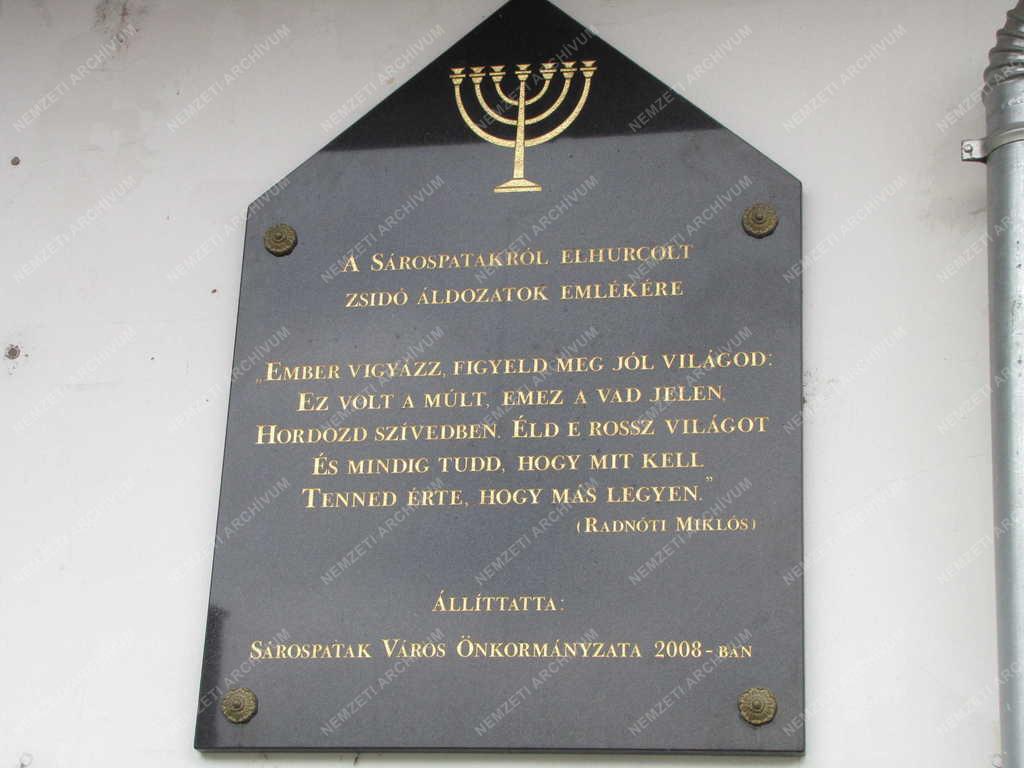 A Sárospatakról elhurcolt
zsidó áldozatok emlékére
„Ember vigyázz, figyeld meg jól világod:
Ez volt a múlt, emez a vad jelen,
Hordozd szívedben. Éld e rossz világot
És mindig tudd, hogy mit kell
Tenned érte, hogy más legyen.”
(Radnóti Miklós)
Állíttatta:
Sárospatak Város Önkormányzata 2008-ban
NEMZETI ARCHÍVUM